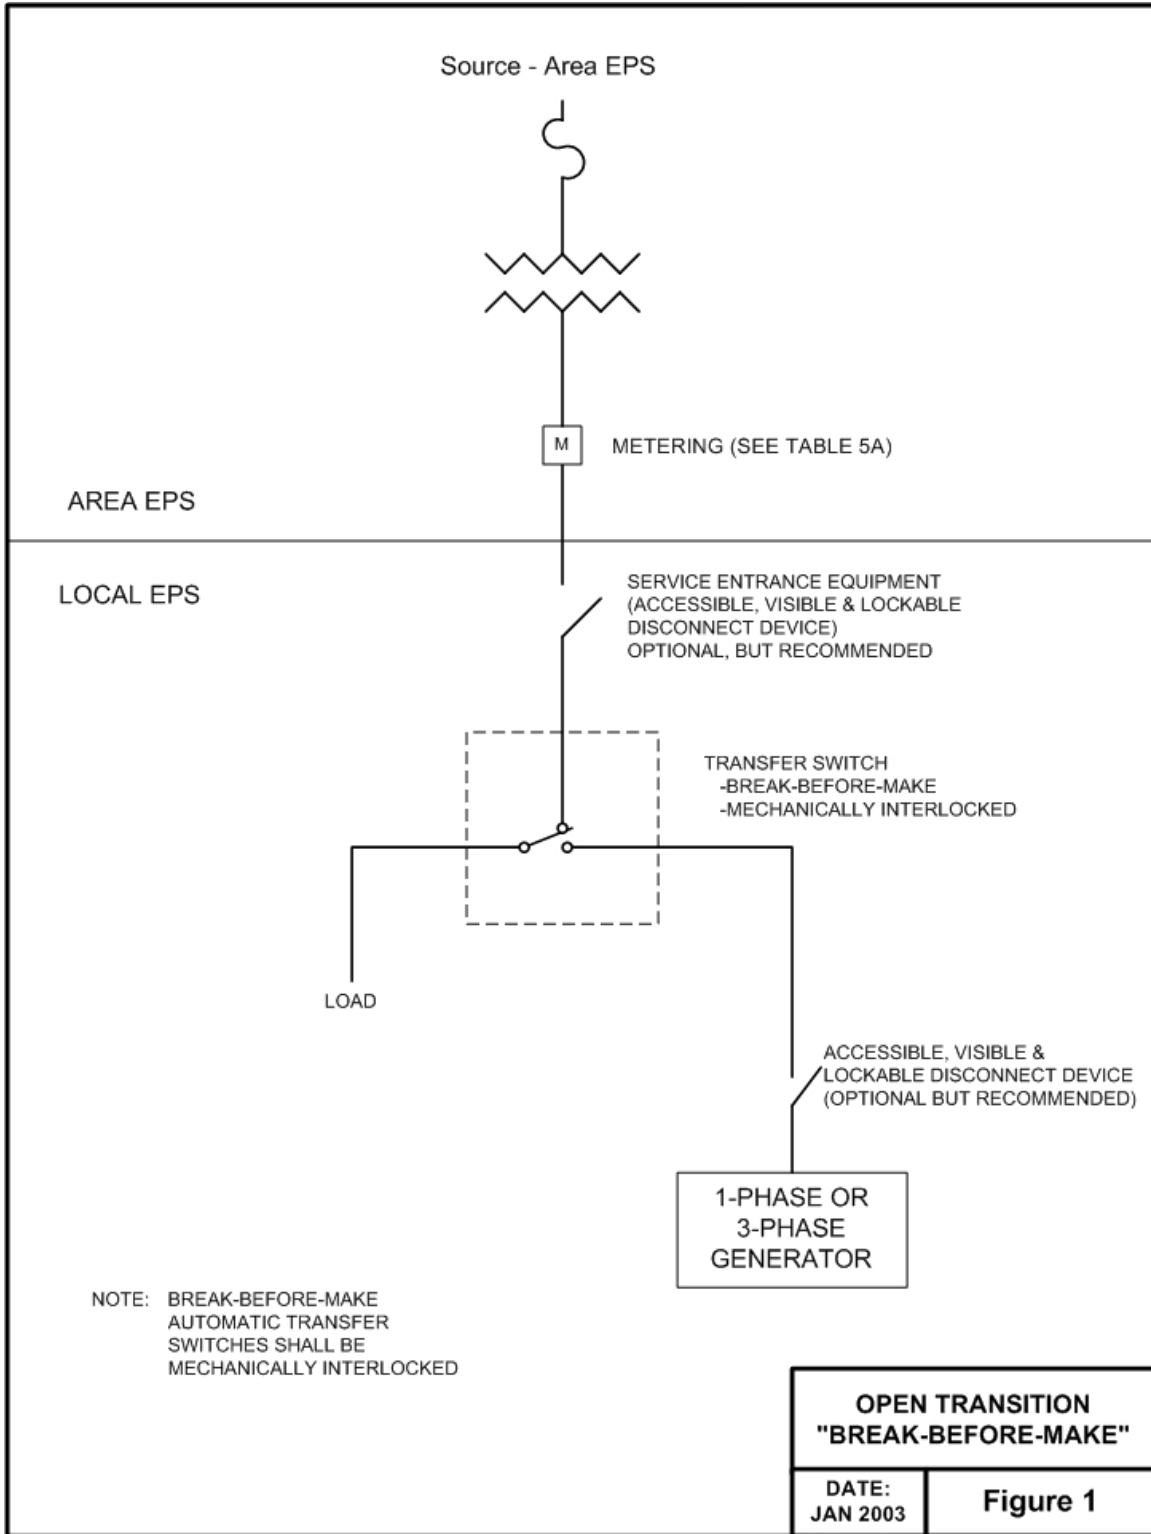 Source - Area EPS
M
METERING (SEE TABLE 5A)
AREA EPS
LOCAL EPS
SERVICE ENTRANCE EQUIPMENT
(ACCESSIBLE, VISIBLE & LOCKABLE
DISCONNECT DEVICE)
OPTIONAL, BUT RECOMMENDED
TRANSFER SWITCH
-BREAK-BEFORE-MAKE
-MECHANICALLY INTERLOCKED
LOAD
ACCESSIBLE, VISIBLE &
LOCKABLE DISCONNECT DEVICE
(OPTIONAL BUT RECOMMENDED)
1-PHASE OR
3-PHASE
GENERATOR
NOTE: BREAK-BEFORE-MAKE
AUTOMATIC TRANSFER
SWITCHES SHALL BE
MECHANICALLY INTERLOCKED
OPEN TRANSITION
"BREAK-BEFORE-MAKE"
DATE:
JAN 2003
Figure 1